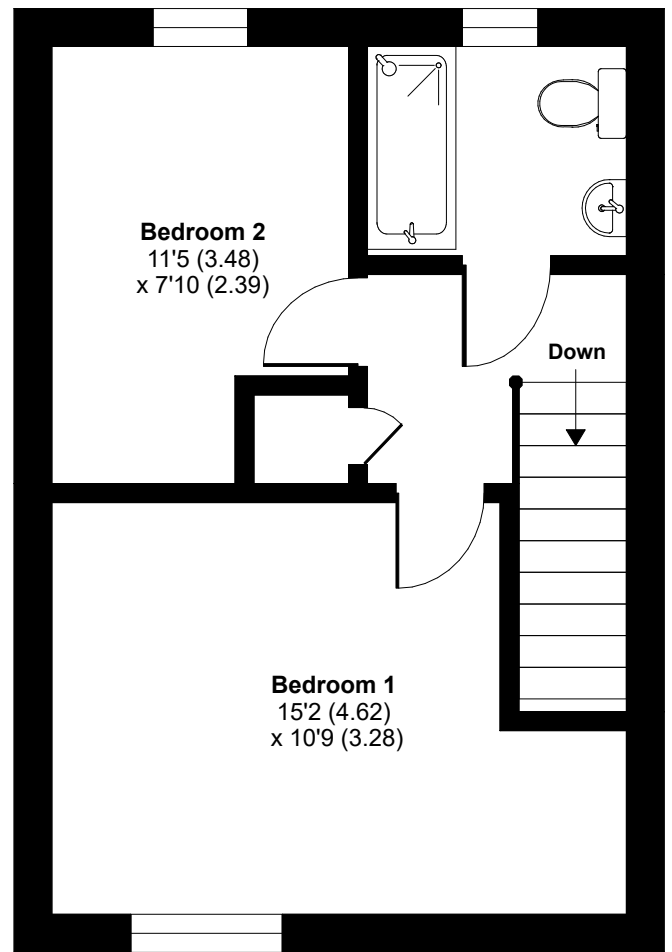 Bedroom 2
11'5 (3.48)
x 7'10 (2.39)
Down
Bedroom 1
15'2 (4.62)
x 10'9 (3.28)